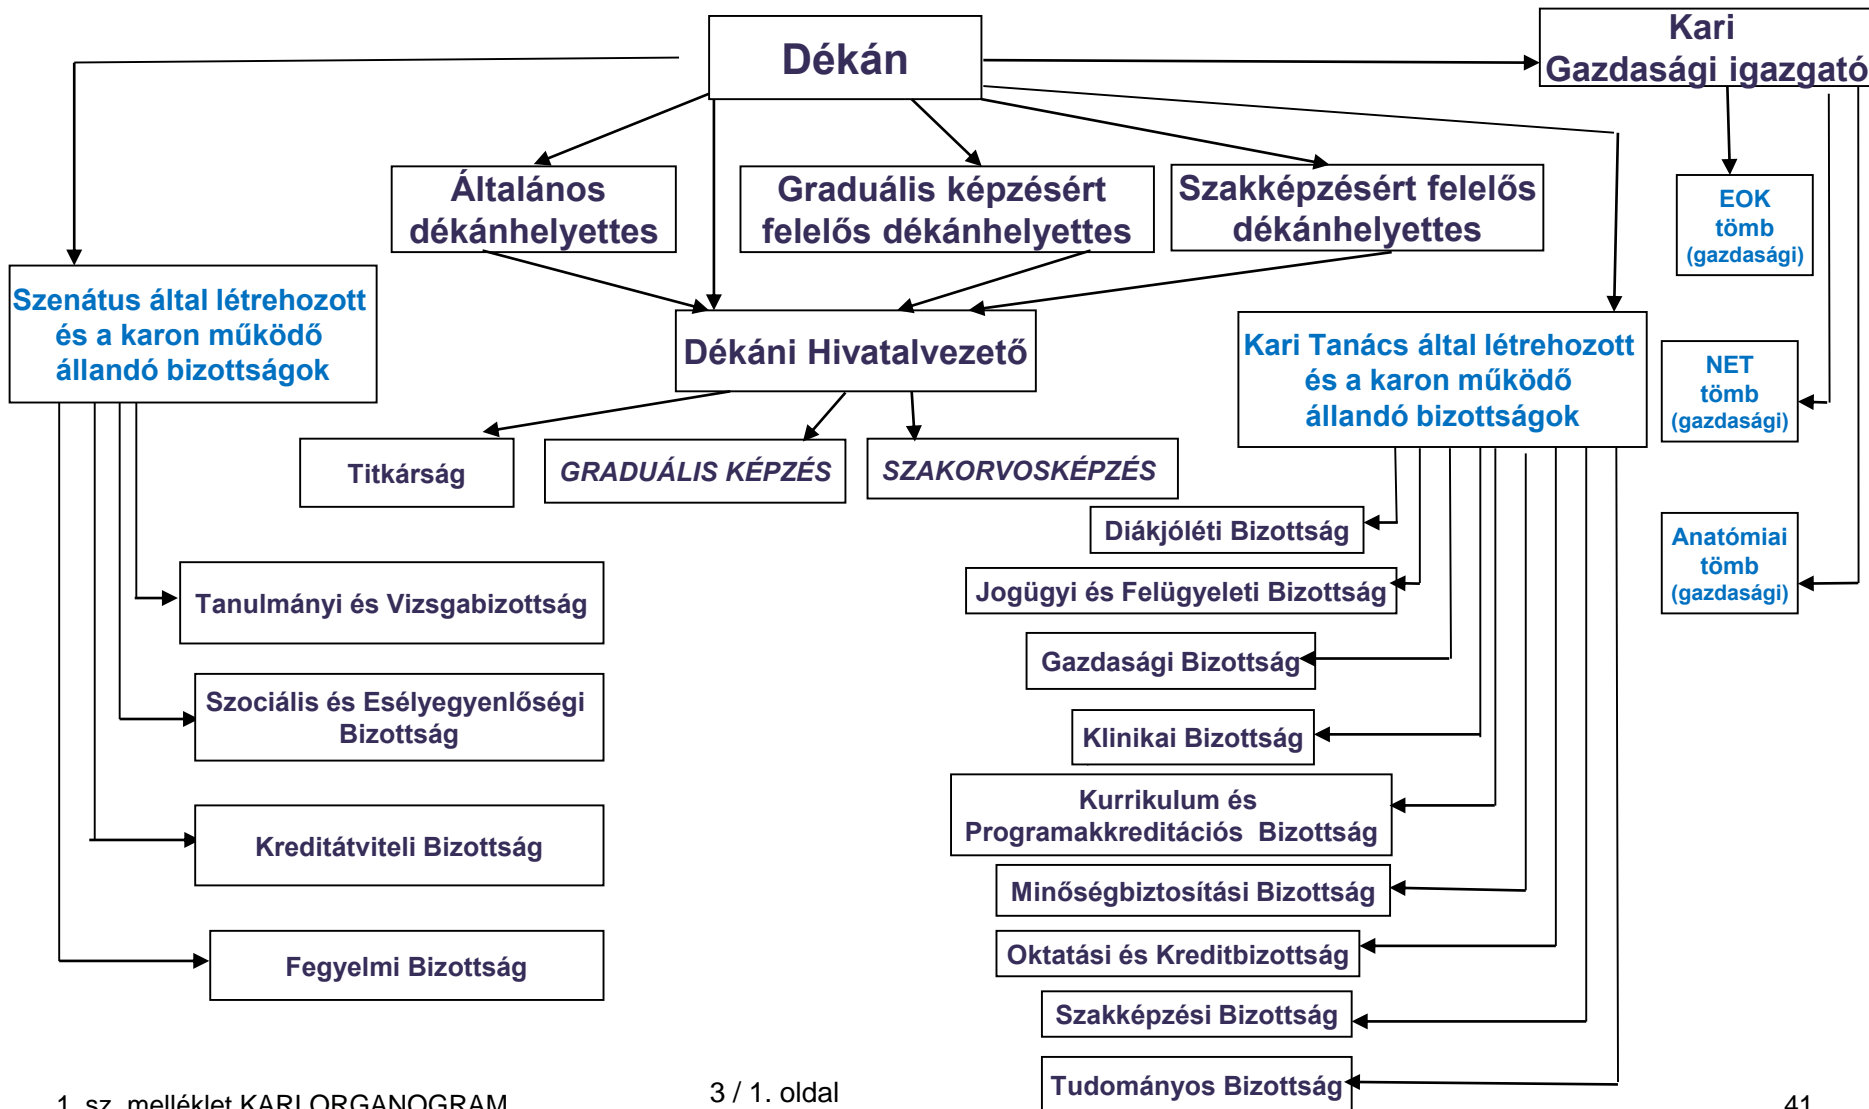 Dékán
Kari
Gazdasági igazgató
Általános
dékánhelyettes
Graduális képzésért
felelős dékánhelyettes
Szakképzésért felelős
dékánhelyettes
EOK
tömb
(gazdasági)
Szenátus által létrehozott
és a karon működő
állandó bizottságok
Dékáni Hivatalvezető
Kari Tanács által létrehozott
és a karon működő
állandó bizottságok
NET
tömb
(gazdasági)
Titkárság
GRADUÁLIS KÉPZÉS
SZAKORVOSKÉPZÉS
Diákjóléti Bizottság
Anatómiai
tömb
(gazdasági)
Tanulmányi és Vizsgabizottság
Jogügyi és Felügyeleti Bizottság
Gazdasági Bizottság
Szociális és Esélyegyenlőségi
Bizottság
Klinikai Bizottság
Kurrikulum és
Programakkreditációs Bizottság
Kreditátviteli Bizottság
Minőségbiztosítási Bizottság
Oktatási és Kreditbizottság
Fegyelmi Bizottság
Szakképzési Bizottság
Tudományos Bizottság
1. sz. melléklet KARI ORGANOGRAM
3 / 1. oldal
41